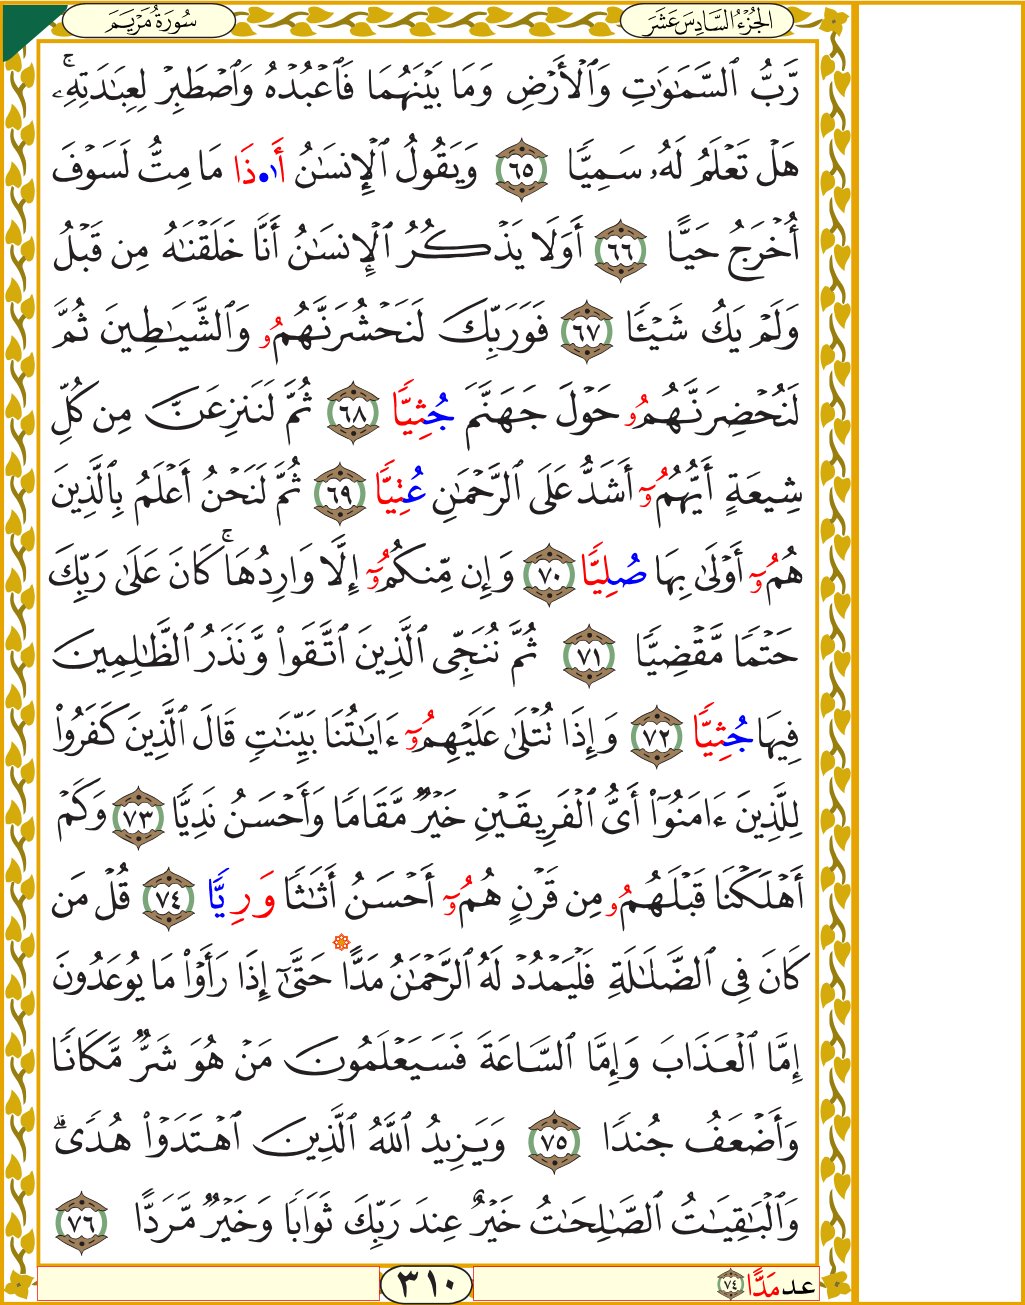 سُورَةُ مَرْيَمَ
الجُزْءُ السَّادِسَ عَشَرَ
رَّبُّ ٱلسَّمَٰوَٰتِ وَٱلْأَرْضِ وَمَا بَيْنَهُمَا فَٱعْبُدْهُ وَٱصْطَبِرْ لِعِبَٰدَتِهِۦۚ
هَلْ تَعْلَمُ لَهُۥ سَمِيًّا ٦٥ وَيَقُولُ ٱلْإِنسَٰنُ أَا۬ • ذَا مَا مِتُّ لَسَوْفَ
أُخْرَجُ حَيًّا ٦٦ أَوَلَا يَذَّكَّرُ ٱلْإِنسَٰنُ أَنَّا خَلَقْنَٰهُ مِن قَبْلُ
وَلَمْ يَكُ شَيْـًٔا ٦٧ فَوَرَبِّكَ لَنَحْشُرَنَّهُمُۥ وَٱلشَّيَٰطِينَ ثُمَّ
لَنُحْضِرَنَّهُمُۥ حَوْلَ جَهَنَّمَ جُثِيًّا ٦٨ ثُمَّ لَنَنزِعَنَّ مِن كُلِّ
شِيعَةٍ أَيُّهُمُۥٓ أَشَدُّ عَلَى ٱلرَّحْمَٰنِ عُتِيًّا ٦٩ ثُمَّ لَنَحْنُ أَعْلَمُ بِٱلَّذِينَ
هُمُۥٓ أَوْلَىٰ بِهَا صُلِيًّا ٧٠ وَإِن مِّنكُمُۥٓ إِلَّا وَارِدُهَاۚ كَانَ عَلَىٰ رَبِّكَ
حَتْمًا مَّقْضِيًّا ٧١ ثُمَّ نُنَجِّى ٱلَّذِينَ ٱتَّقَوا۟ وَّنَذَرُ ٱلظَّٰلِمِينَ
فِيهَا جُثِيًّا ٧٢ وَإِذَا تُتْلَىٰ عَلَيْهِمُۥٓ ءَايَٰتُنَا بَيِّنَٰتٍ قَالَ ٱلَّذِينَ كَفَرُوا۟
لِلَّذِينَ ءَامَنُوٓا۟ أَىُّ ٱلْفَرِيقَيْنِ خَيْرٌ مَّقَامًا وَأَحْسَنُ نَدِيًّا ٧٣ وَكَمْ
أَهْلَكْنَا قَبْلَهُمُۥ مِن قَرْنٍ هُمُۥٓ أَحْسَنُ أَثَٰثًا وَرِيًّا ٧٤ قُلْ مَن
كَانَ فِى ٱلضَّلَٰلَةِ فَلْيَمْدُدْ لَهُ ٱلرَّحْمَٰنُ مَدًّا حَتَّىٰٓ إِذَا رَأَوْا۟ مَا يُوعَدُونَ
إِمَّا ٱلْعَذَابَ وَإِمَّا ٱلسَّاعَةَ فَسَيَعْلَمُونَ مَنْ هُوَ شَرٌّ مَّكَانًا
وَأَضْعَفُ جُندًا ٧٥ وَيَزِيدُ ٱللَّهُ ٱلَّذِينَ ٱهْتَدَوْا۟ هُدًىۗ
وَٱلْبَٰقِيَٰتُ ٱلصَّٰلِحَٰتُ خَيْرٌ عِندَ رَبِّكَ ثَوَابًا وَخَيْرٌ مَّرَدًّا ٧٦
عد مَدًّا ٧٤
٣١٠